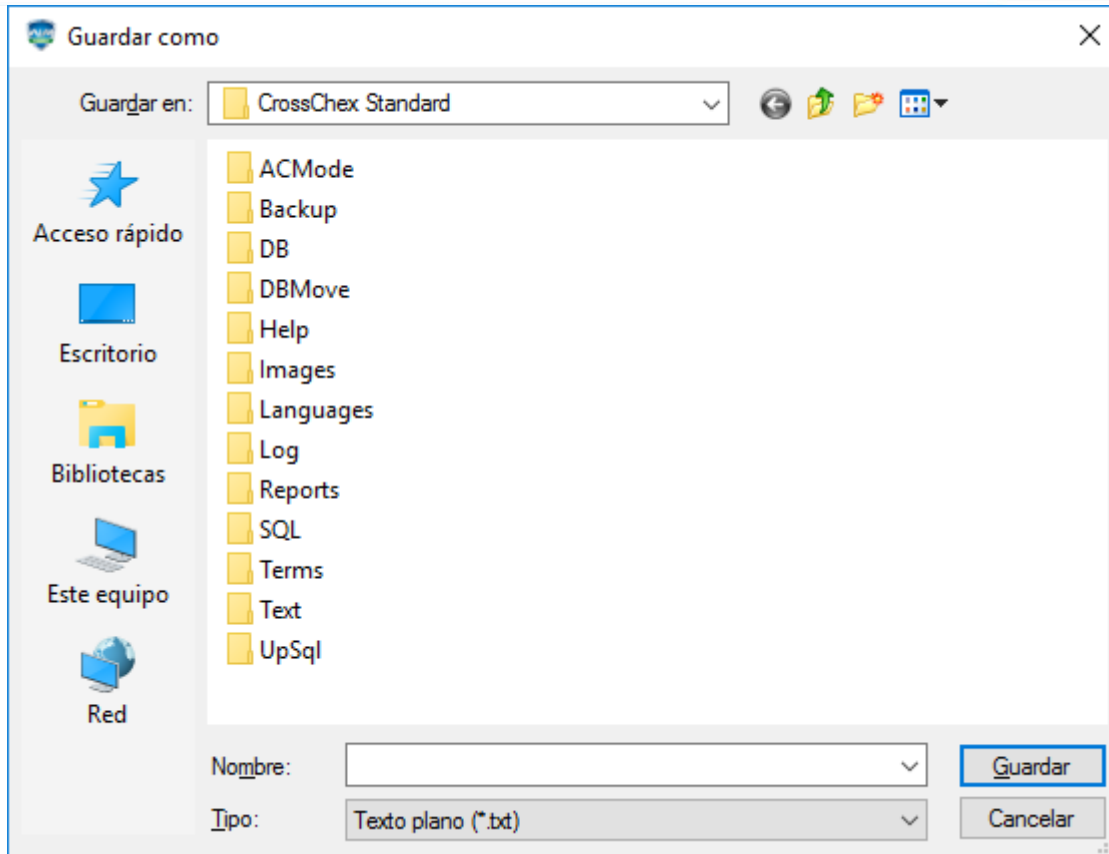 Guardar como
Guardar en: CrossChex Standard
Acceso rápido
Escritorio
Bibliotecas
Este equipo
Red
ACMode
Backup
DB
DBMove
Help
Images
Languages
Log
Reports
SQL
Terms
Text
UpSql
Nombre:
Guardar
Tipo: Texto plano (*.txt)
Cancelar